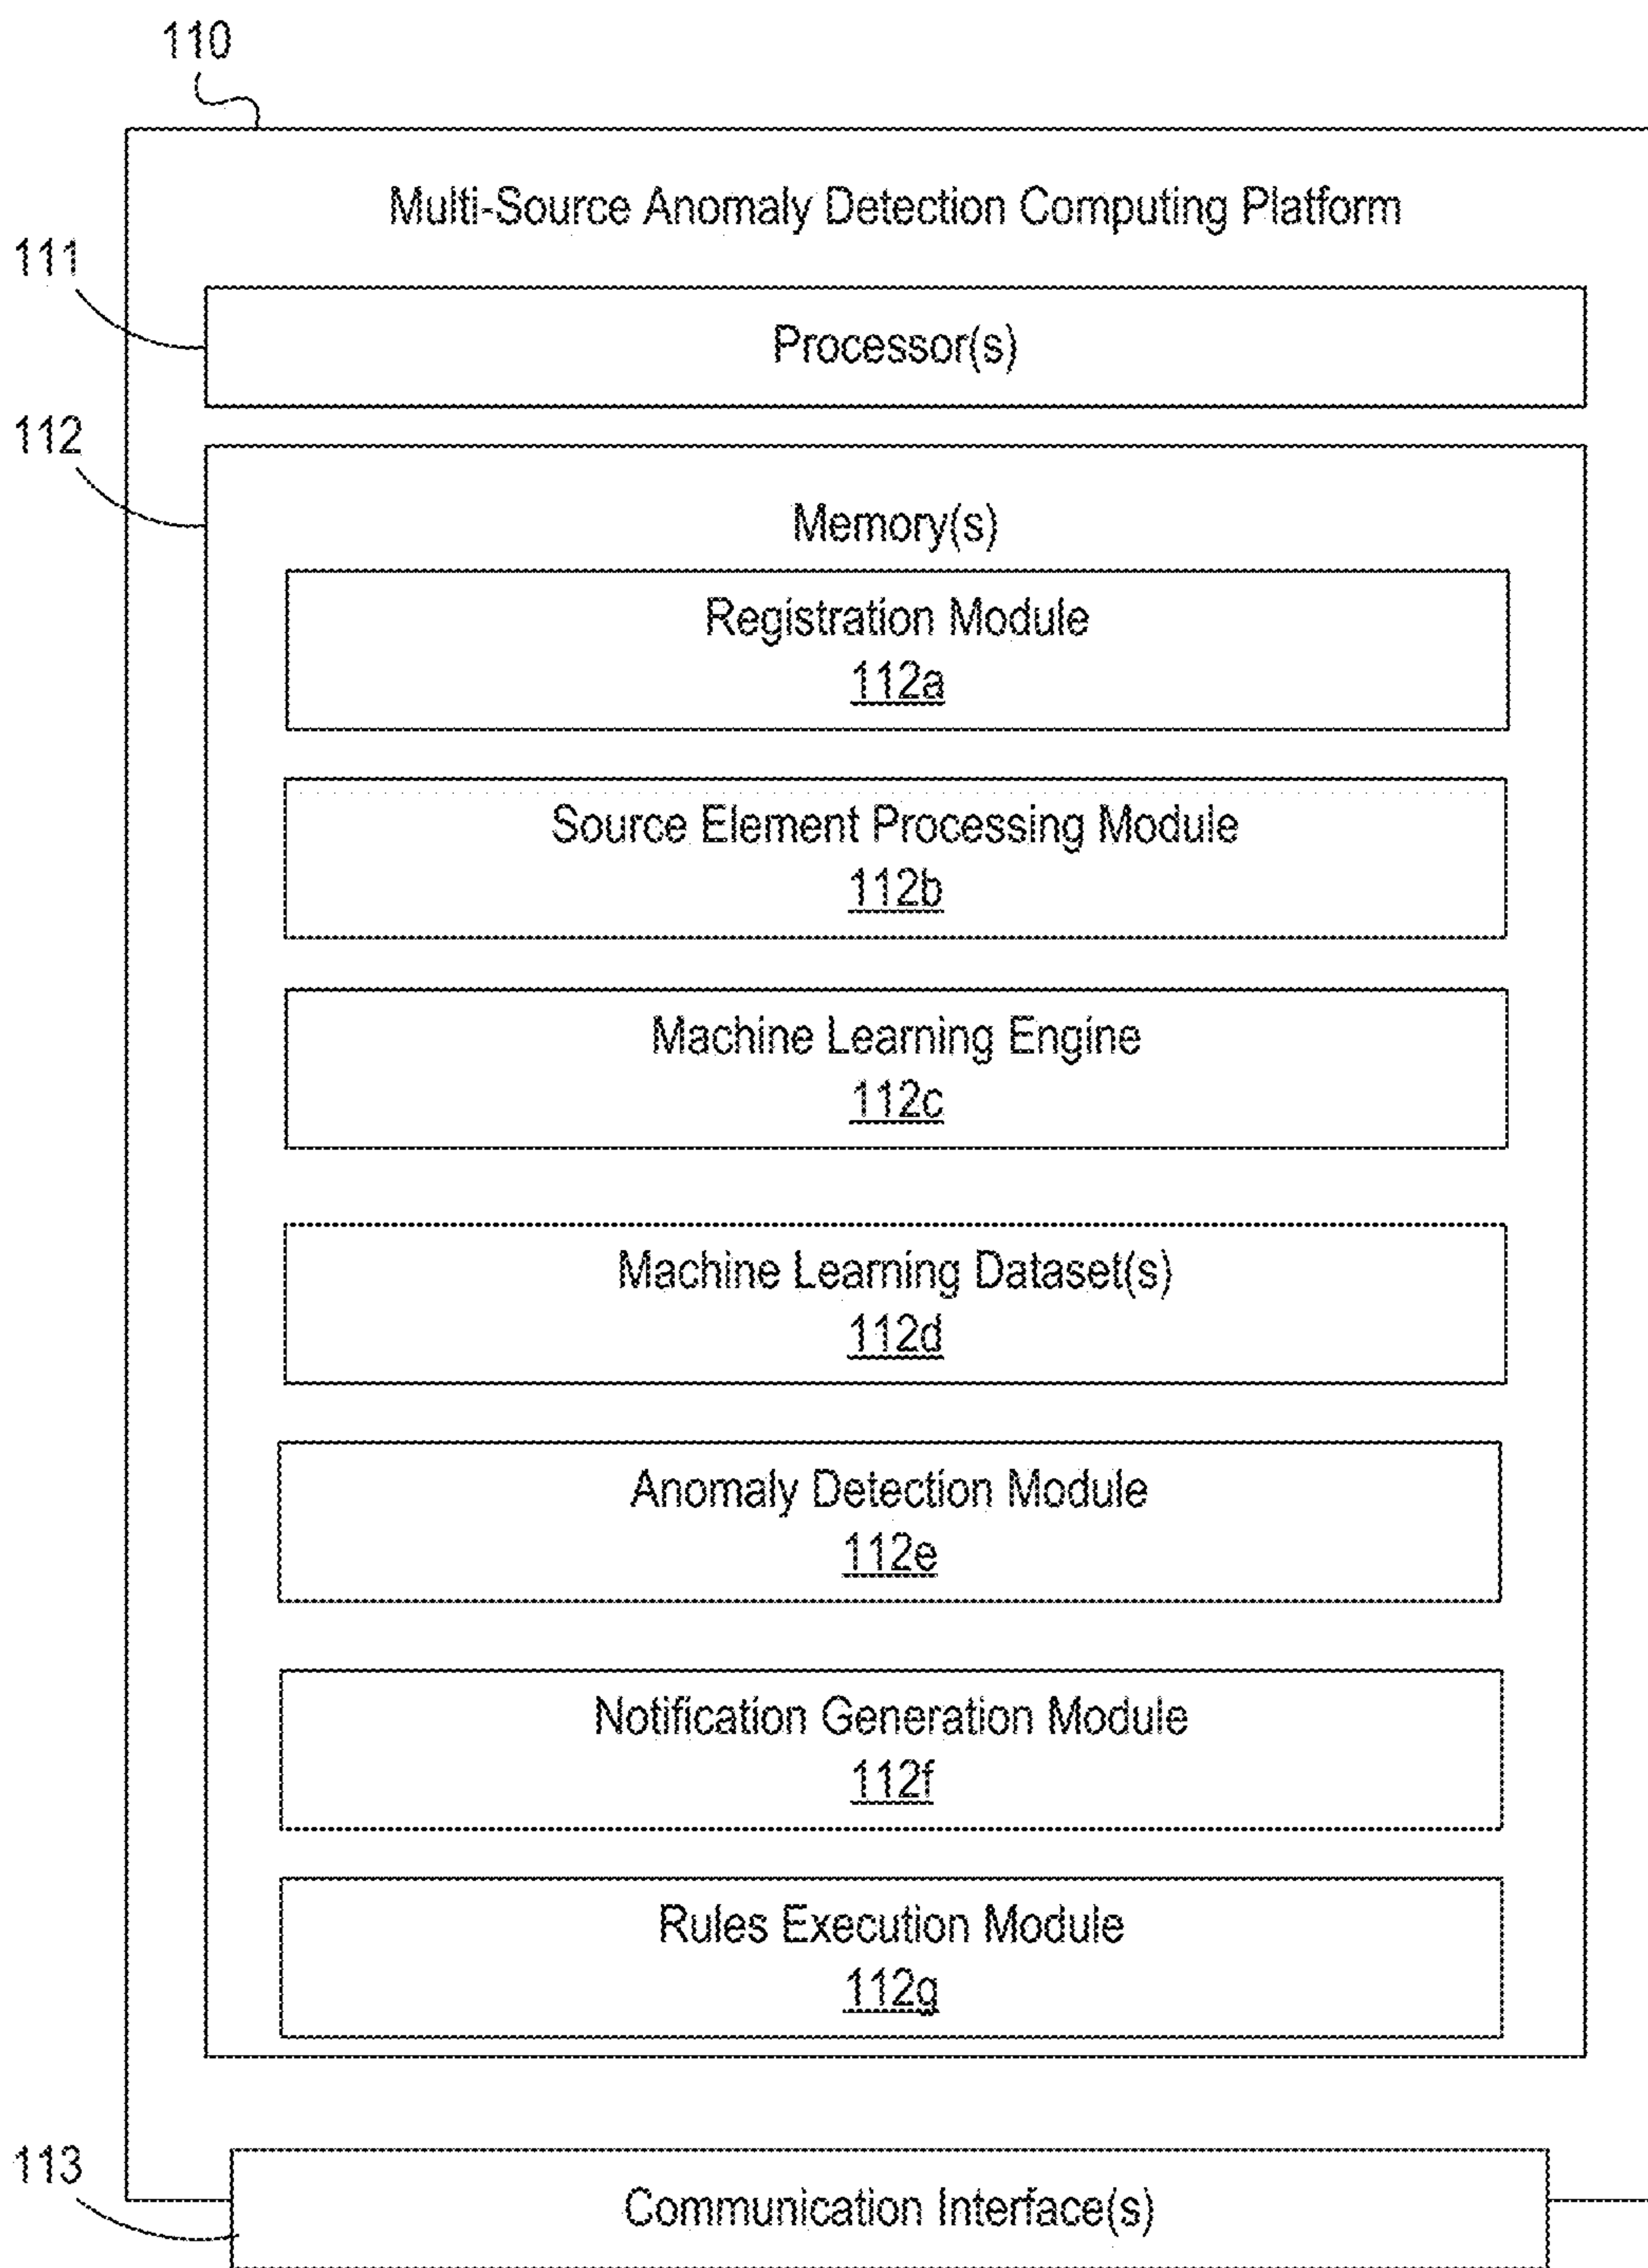 110
Multi-Source Anomaly Detection Computing Platform
111
Processor(s)
112
Memory(s)
Registration Module
112a
Source Element Processing Module
112b
Machine Learning Engine
112c
Machine Learning Dataset(s)
112d
Anomaly Detection Module
112e
Notification Generation Module
112f
Rules Execution Module
112g
113
Communication Interface(s)